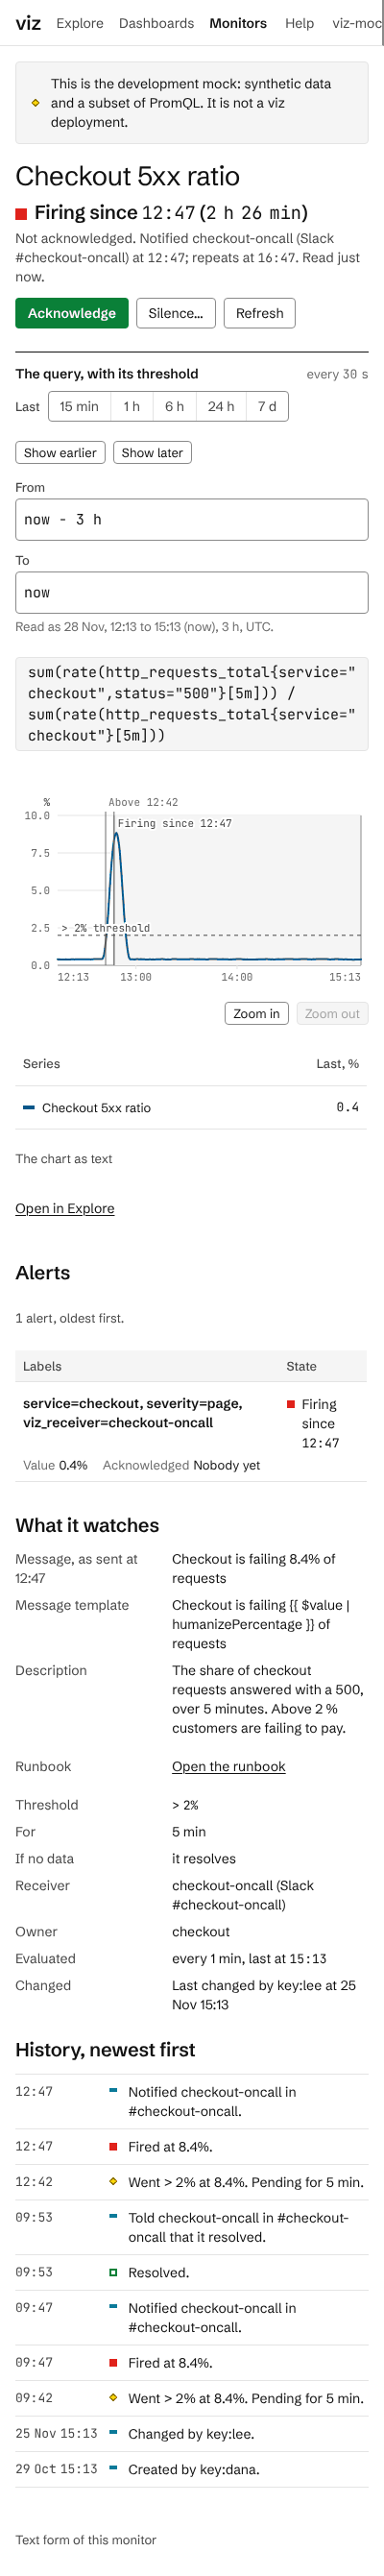 viz Explore Dashboards Monitors Help viz-moc
This is the development mock: synthetic data
and a subset of PromQL. It is not a viz
deployment.
Checkout 5xx ratio
Firing since 12:47 (2 h 26 min)
Not acknowledged. Notified checkout-oncall (Slack
#checkout-oncall) at 12:47; repeats at 16:47. Read just
now.
Acknowledge Silence... Refresh
The query, with its threshold every 30 s
Last 15 min 1 h 6 h 24 h 7 d
Show earlier Show later
From
now - 3 h
To
now
Read as 28 Nov, 12:13 to 15:13 (now), 3 h, UTC.
sum(rate(http_requests_total{service="
checkout",status="500"}[5m])) /
sum(rate(http_requests_total{service="
checkout"}[5m]))
% Above 12:42
10.0
Firing since 12:47
7.5
5.0
2.5
> 2% threshold
0.0
12:13 13:00 14:00 15:13
Zoom in Zoom out
Series Last, %
Checkout 5xx ratio 0.4
The chart as text
Open in Explore
Alerts
1 alert, oldest first.
Labels State
service=checkout, severity=page, Firing
viz_receiver=checkout-oncall since
12:47
Value 0.4% Acknowledged Nobody yet
What it watches
Message, as sent at Checkout is failing 8.4% of
12:47 requests
Message template Checkout is failing {{ $value |
humanizePercentage }} of
requests
Description The share of checkout
requests answered with a 500,
over 5 minutes. Above 2 %
customers are failing to pay.
Runbook Open the runbook
Threshold > 2%
For 5 min
If no data it resolves
Receiver checkout-oncall (Slack
#checkout-oncall)
Owner checkout
Evaluated every 1 min, last at 15:13
Changed Last changed by key:lee at 25
Nov 15:13
History, newest first
12:47 Notified checkout-oncall in
#checkout-oncall.
12:47 Fired at 8.4%.
12:42 Went > 2% at 8.4%. Pending for 5 min.
09:53 Told checkout-oncall in #checkout-
oncall that it resolved.
09:53 Resolved.
09:47 Notified checkout-oncall in
#checkout-oncall.
09:47 Fired at 8.4%.
09:42 Went > 2% at 8.4%. Pending for 5 min.
25 Nov 15:13 Changed by key:lee.
29 Oct 15:13 Created by key:dana.
Text form of this monitor